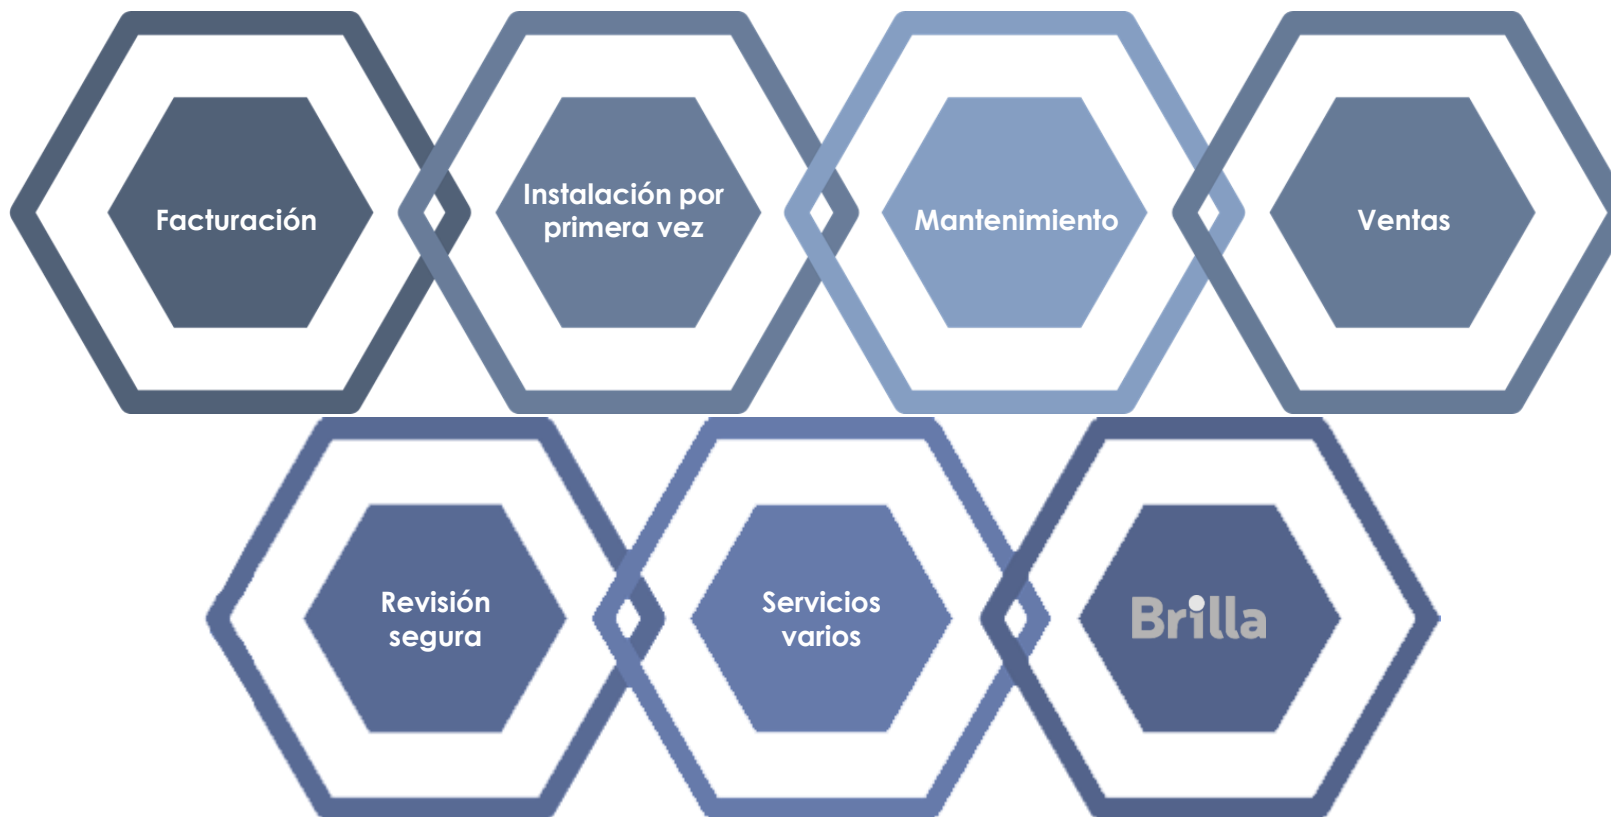 Facturación
Instalación por
primera vez
Mantenimiento
Ventas
Revisión
segura
Servicios
varios
Brilla